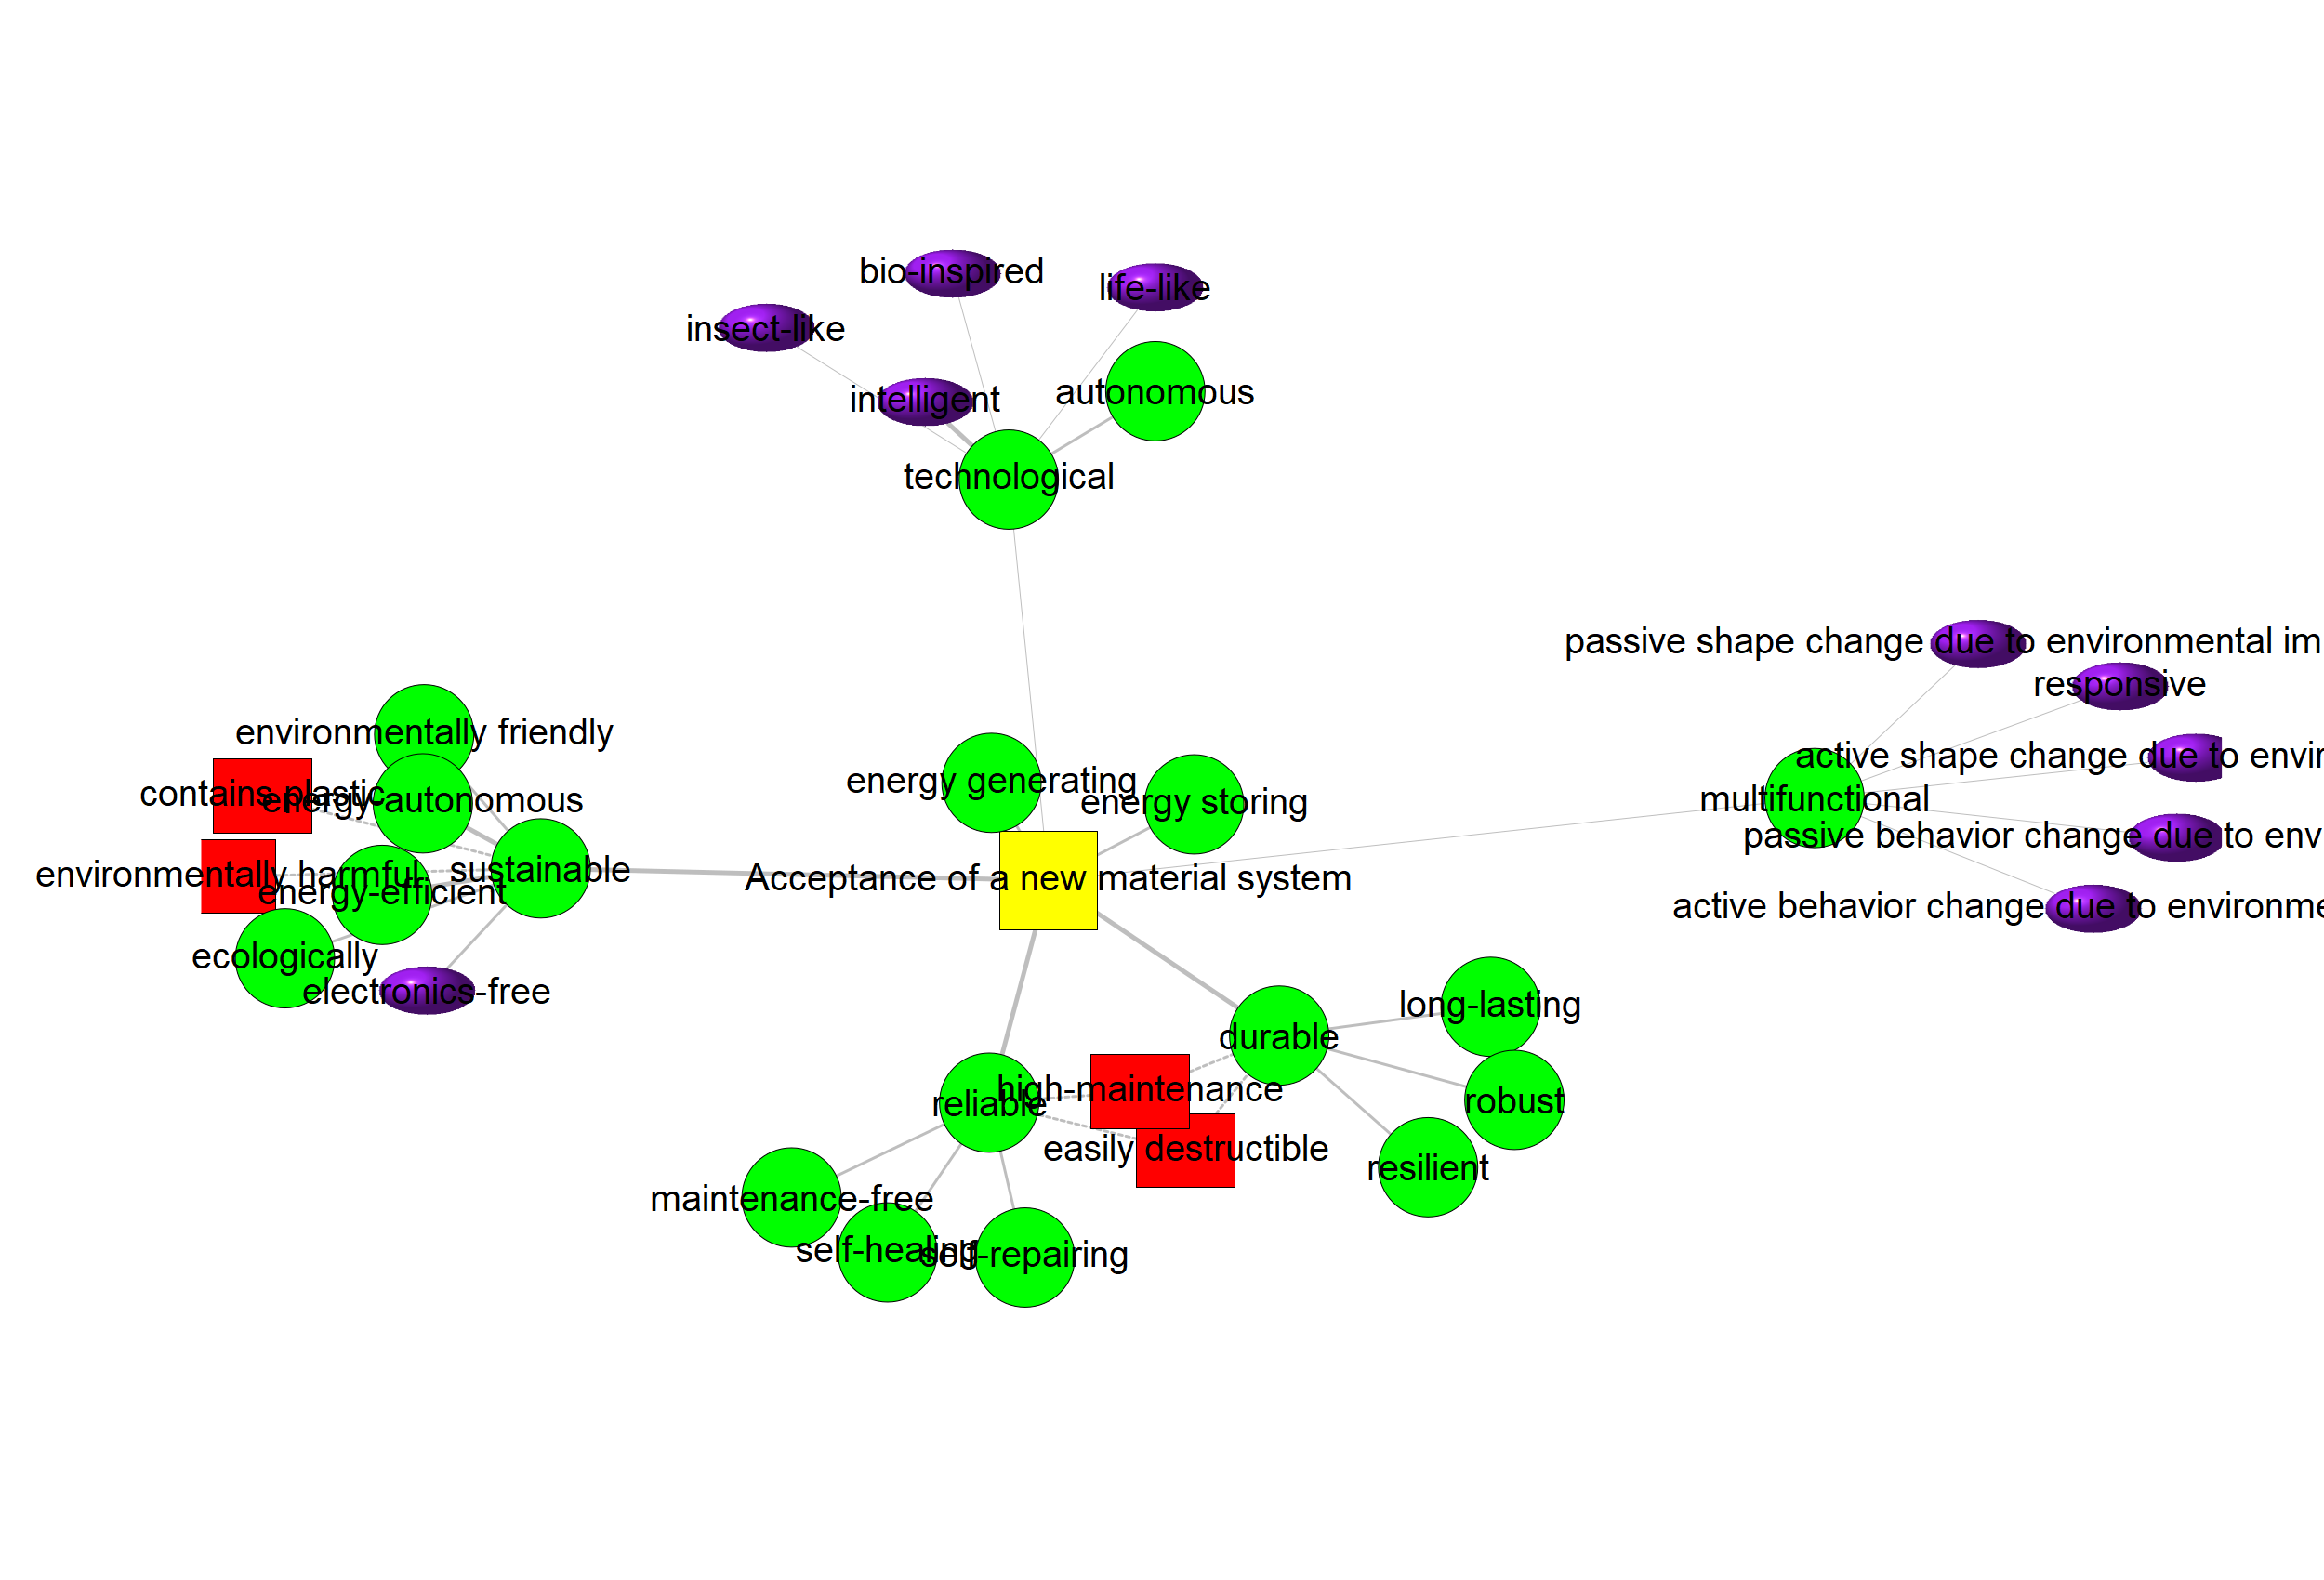 bio-inspired
life-like
insect-like
autonomous
intelligent
technological
passive shape change due to environmental im
responsive
environmentally friendly
active shape change due to envir
energy generating
contains plastic
energy-autonomous
energy storing
multifunctional
passive behavior change due to env
sustainable
environmentally harmful
Acceptance of a new material system
energy-efficient
active behavior change due to environme
ecologically
electronics-free
long-lasting
durable
high-maintenance
reliable
robust
easily destructible
resilient
maintenance-free
self-healing
self-repairing